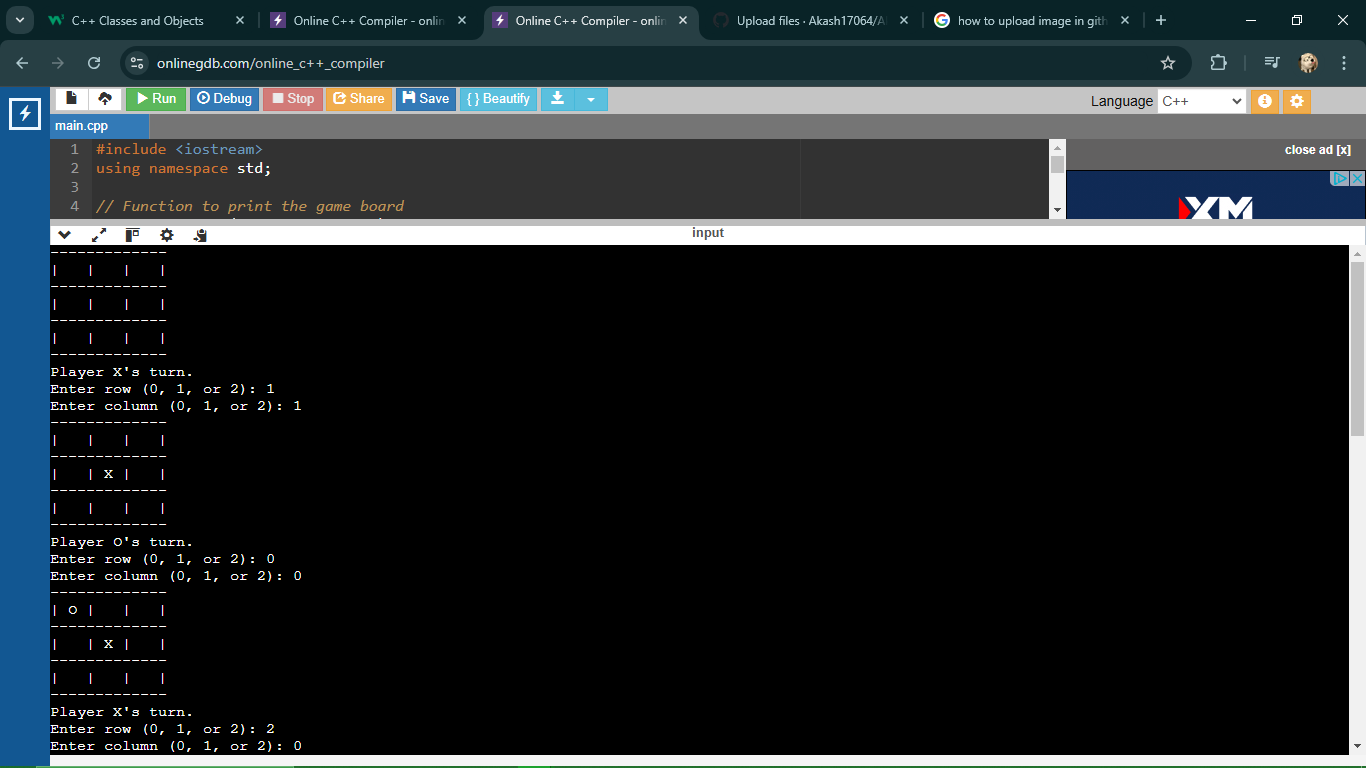 C++ Classes and Objects
Online C++ Compiler - onlin
Online C++ Compiler - onlin
Upload files · Akash17064/A
how to upload image in gith
onlinegdb.com/online_c++_compiler
Run Debug Stop Share Save { } Beautify
Language C++
main.cpp
1 #include <iostream>
2 using namespace std;
3
4 // Function to print the game board
close ad [x]
XM
input
-------------
|   |   |   |
-------------
|   |   |   |
-------------
|   |   |   |
-------------
Player X's turn.
Enter row (0, 1, or 2): 1
Enter column (0, 1, or 2): 1
-------------
|   |   |   |
-------------
|   | X |   |
-------------
|   |   |   |
-------------
Player O's turn.
Enter row (0, 1, or 2): 0
Enter column (0, 1, or 2): 0
-------------
| O |   |   |
-------------
|   | X |   |
-------------
|   |   |   |
-------------
Player X's turn.
Enter row (0, 1, or 2): 2
Enter column (0, 1, or 2): 0